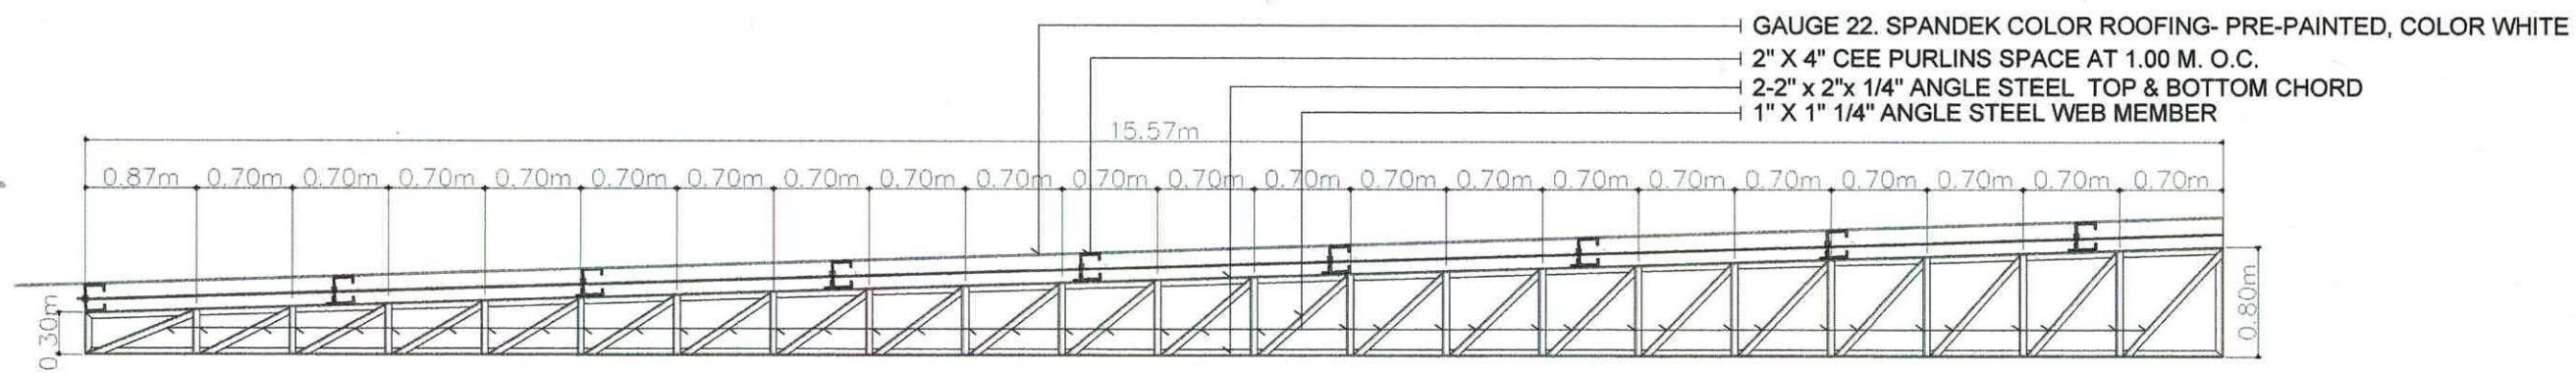 GAUGE 22. SPANDEK COLOR ROOFING- PRE-PAINTED, COLOR WHITE
2" X 4" CEE PURLINS SPACE AT 1.00 M. O.C.
2-2" x 2"x 1/4" ANGLE STEEL TOP & BOTTOM CHORD
1" X 1" 1/4" ANGLE STEEL WEB MEMBER
15.57m
0.87m 0.70m 0.70m 0.70m 0.70m 0.70m 0.70m 0.70m 0.70m 0.70m 0.70m 0.70m 0.70m 0.70m 0.70m 0.70m 0.70m 0.70m 0.70m 0.70m 0.70m 0.70m
0.30m
0.80m